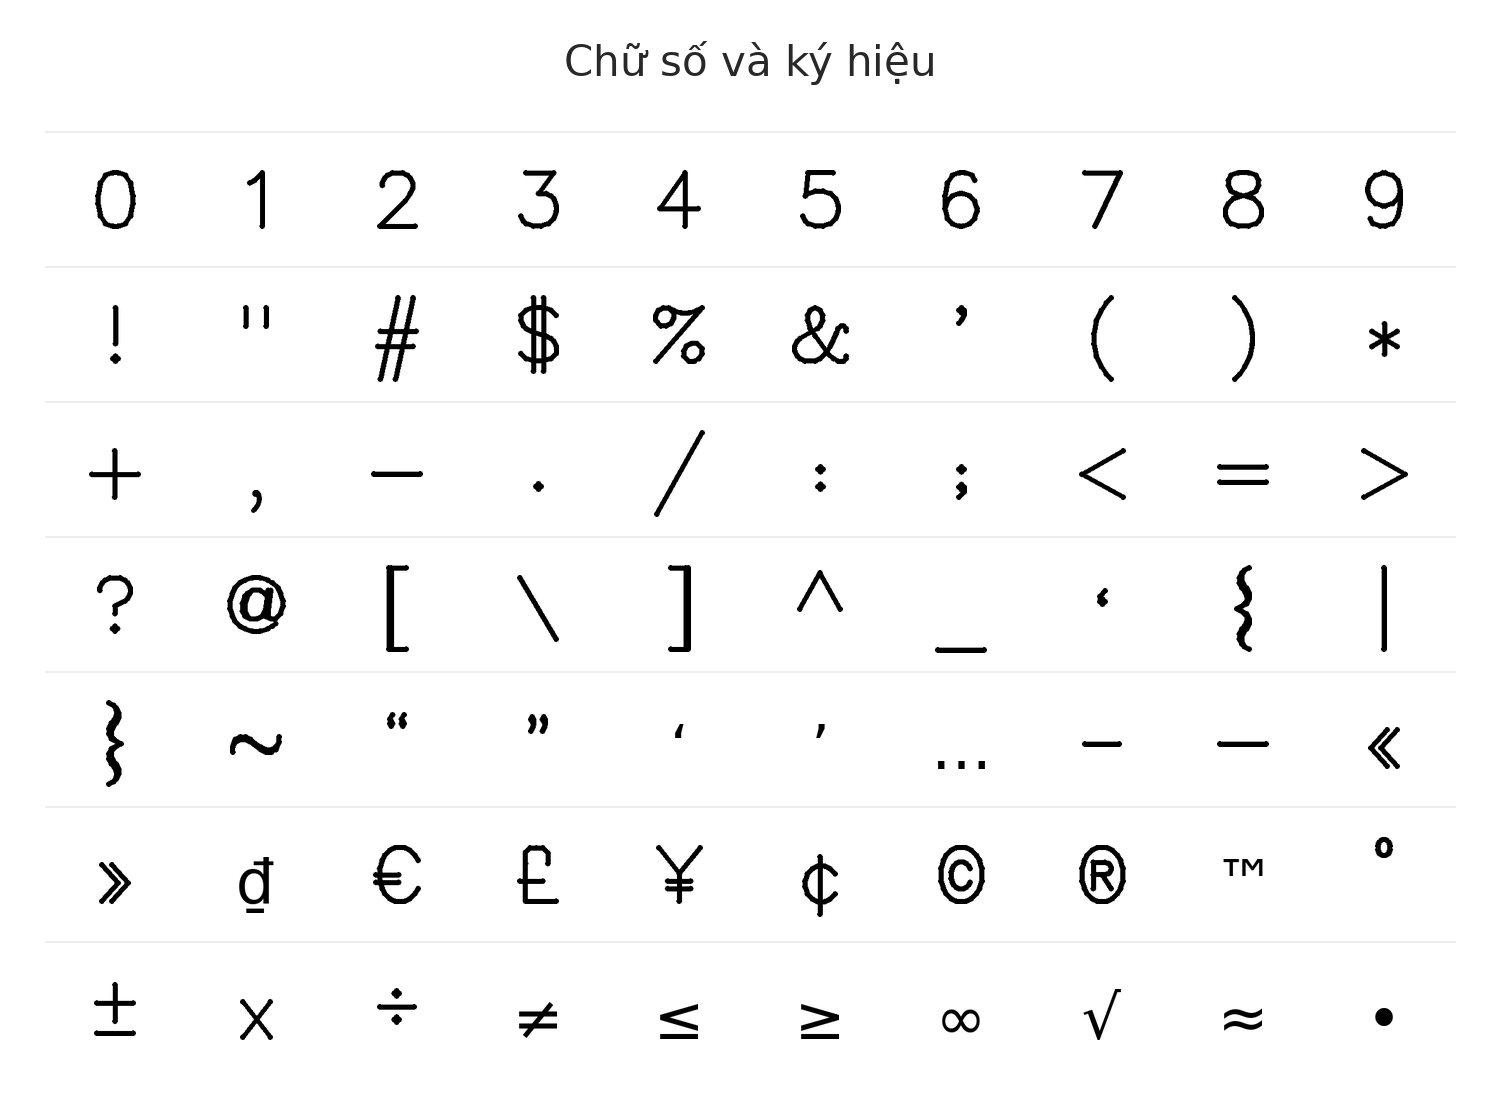 Chữ số và ký hiệu
0 1 2 3 4 5 6 7 8 9
! " # $ % & ’ ( ) *
+ , − . / : ; < = >
? @ [ \ ] ^ _ ‘ { |
} ~ “ ” ‘ ’ … – — «
» ₫ € £ ¥ ¢ © ® ™ °
± × ÷ ≠ ≤ ≥ ∞ √ ≈ •